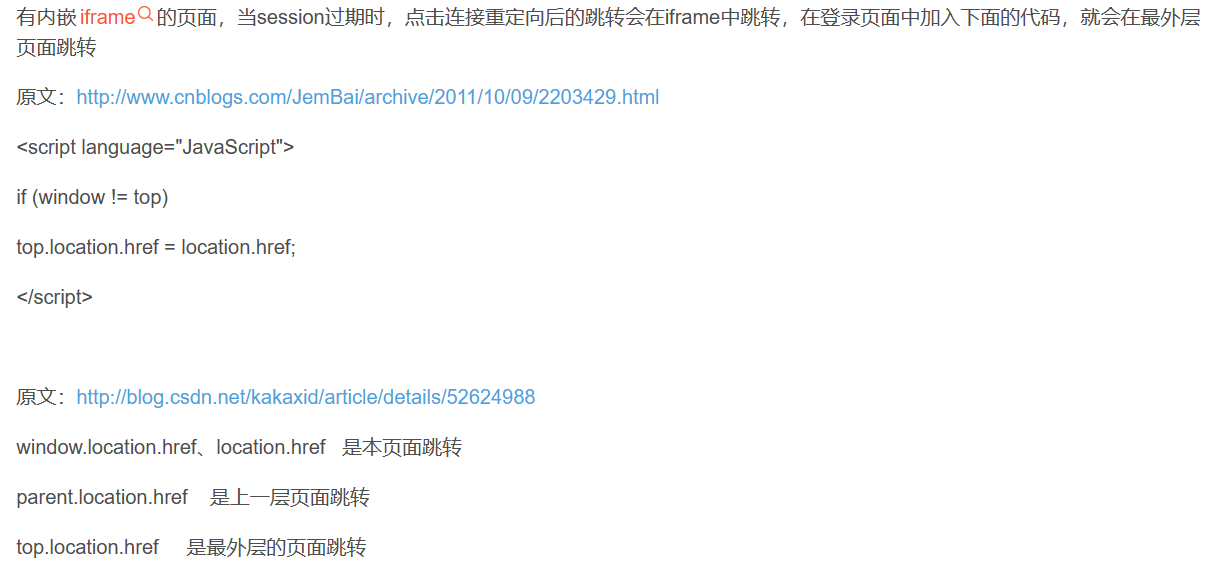 有内嵌iframe的页面，当session过期时，点击连接重定向后的跳转会在iframe中跳转，在登录页面中加入下面的代码，就会在最外层
页面跳转
原文：http://www.cnblogs.com/JemBai/archive/2011/10/09/2203429.html
<script language="JavaScript">
if (window != top)
top.location.href = location.href;
</script>
原文：http://blog.csdn.net/kakaxid/article/details/52624988
window.location.href、location.href   是本页面跳转
parent.location.href    是上一层页面跳转
top.location.href     是最外层的页面跳转